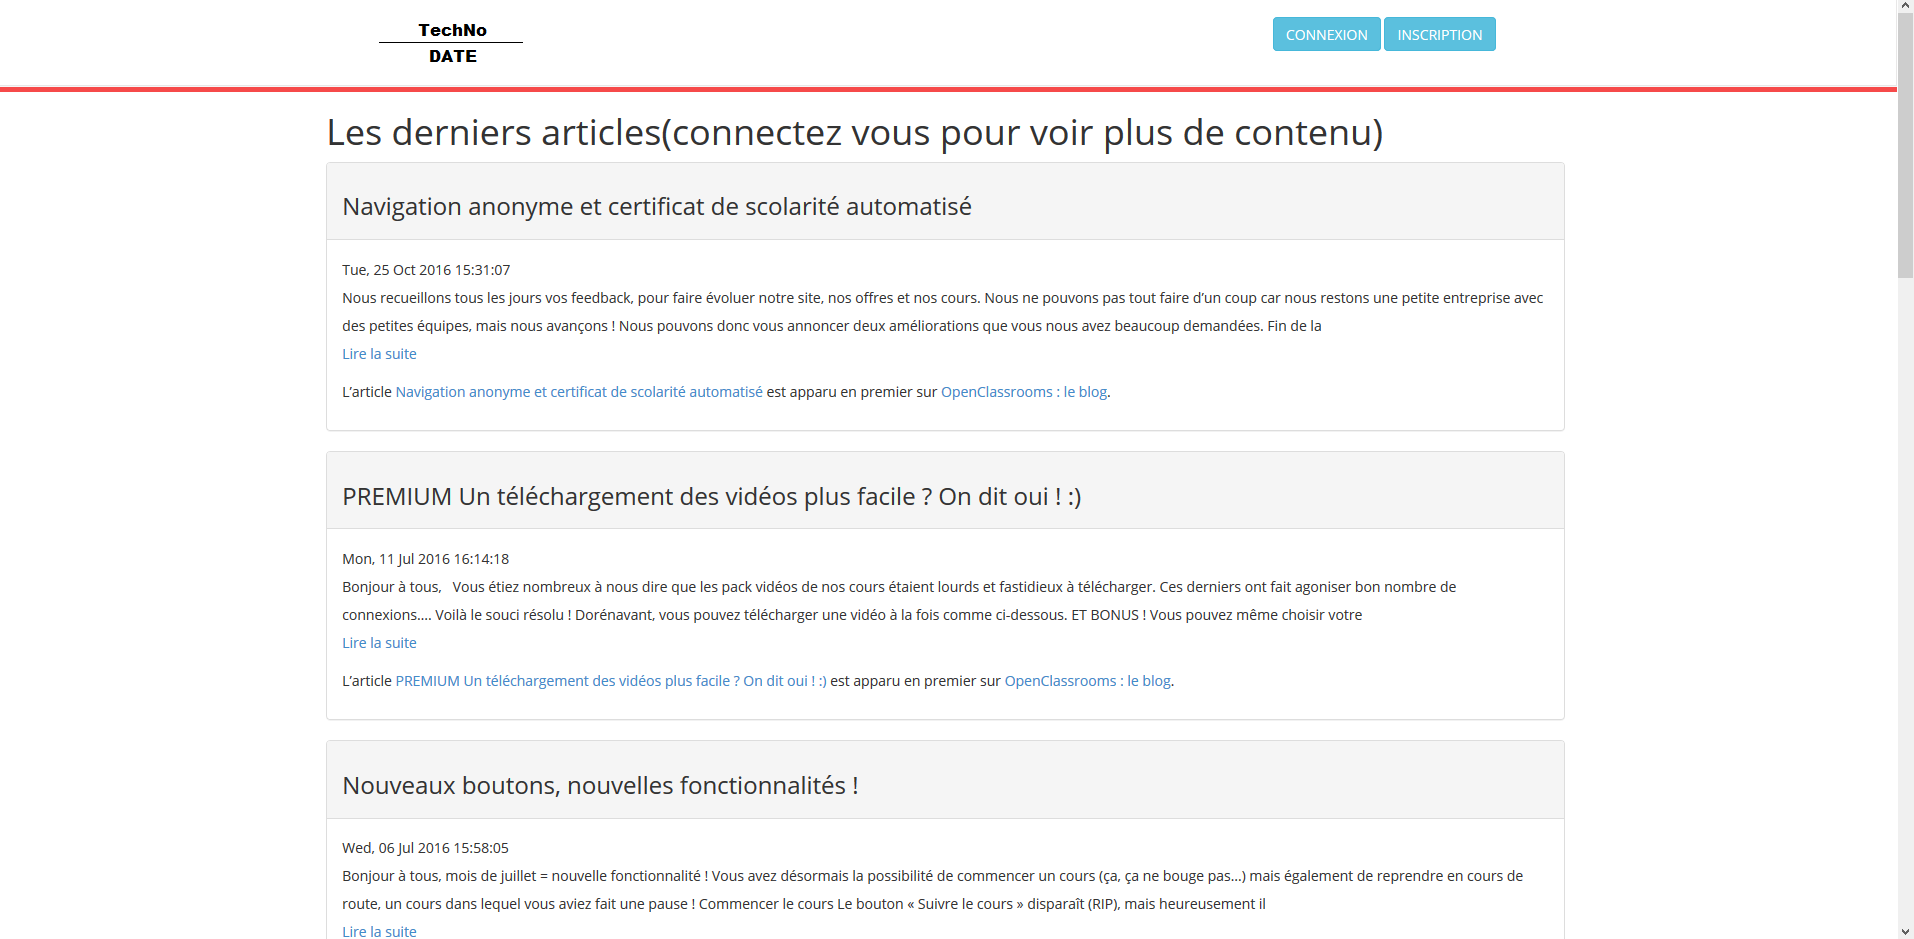 TechNo
DATE
CONNEXION
INSCRIPTION
Les derniers articles(connectez vous pour voir plus de contenu)
Navigation anonyme et certificat de scolarité automatisé
Tue, 25 Oct 2016 15:31:07
Nous recueillons tous les jours vos feedback, pour faire évoluer notre site, nos offres et nos cours. Nous ne pouvons pas tout faire d’un coup car nous restons une petite entreprise avec
des petites équipes, mais nous avançons ! Nous pouvons donc vous annoncer deux améliorations que vous nous avez beaucoup demandées. Fin de la
Lire la suite
L’article Navigation anonyme et certificat de scolarité automatisé est apparu en premier sur OpenClassrooms : le blog.
PREMIUM Un téléchargement des vidéos plus facile ? On dit oui ! :)
Mon, 11 Jul 2016 16:14:18
Bonjour à tous,   Vous étiez nombreux à nous dire que les pack vidéos de nos cours étaient lourds et fastidieux à télécharger. Ces derniers ont fait agoniser bon nombre de
connexions…. Voilà le souci résolu ! Dorénavant, vous pouvez télécharger une vidéo à la fois comme ci-dessous. ET BONUS ! Vous pouvez même choisir votre
Lire la suite
L’article PREMIUM Un téléchargement des vidéos plus facile ? On dit oui ! :) est apparu en premier sur OpenClassrooms : le blog.
Nouveaux boutons, nouvelles fonctionnalités !
Wed, 06 Jul 2016 15:58:05
Bonjour à tous, mois de juillet = nouvelle fonctionnalité ! Vous avez désormais la possibilité de commencer un cours (ça, ça ne bouge pas…) mais également de reprendre en cours de
route, un cours dans lequel vous aviez fait une pause ! Commencer le cours Le bouton « Suivre le cours » disparaît (RIP), mais heureusement il
Lire la suite